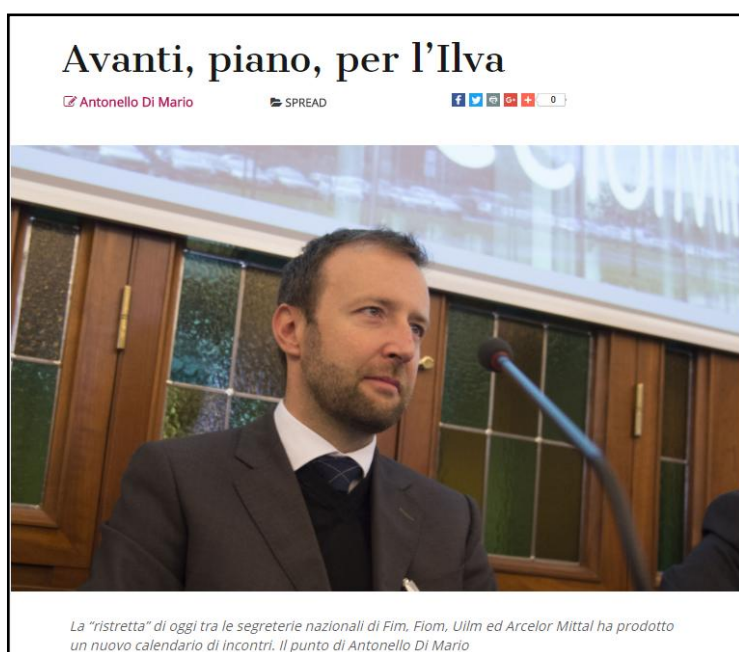 Avanti, piano, per l’Ilva
Antonello Di Mario SPREAD 0
La “ristretta” di oggi tra le segreterie nazionali di Fim, Fiom, Uilm ed Arcelor Mittal ha prodotto
un nuovo calendario di incontri. Il punto di Antonello Di Mario